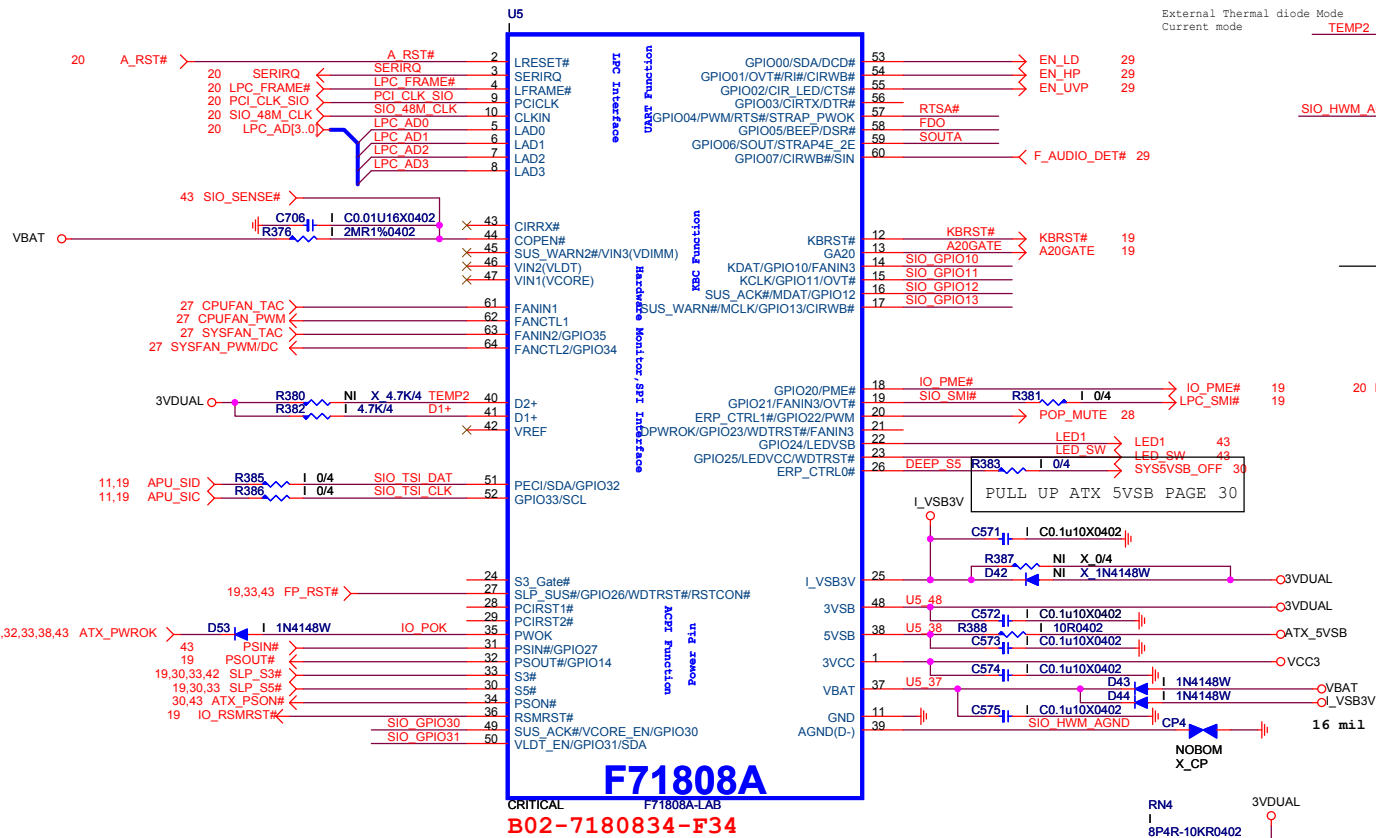 U5
External Thermal diode Mode
Current mode
TEMP2
SIO_HWM_A
20 A_RST# A_RST# 2 LRESET#
20 SERIRQ SERIRQ 3 SERIRQ
20 LPC_FRAME# LPC_FRAME# 4 LFRAME#
20 PCI_CLK_SIO PCI_CLK_SIO 9 PCICLK
20 SIO_48M_CLK SIO_48M_CLK 10 CLKIN
20 LPC_AD[3..0] LPC_AD0 5 LAD0
LPC_AD1 6 LAD1
LPC_AD2 7 LAD2
LPC_AD3 8 LAD3
LPC Interface
UART Function
GPIO00/SDA/DCD# 53 EN_LD 29
GPIO01/OVT#/RI#/CIRWB# 54 EN_HP 29
GPIO02/CIR_LED/CTS# 55 EN_UVP 29
GPIO03/CIRTX/DTR# 56
GPIO04/PWM/RTS#/STRAP_PWOK 57 RTSA#
GPIO05/BEEP/DSR# 58 FDO
GPIO06/SOUT/STRAP4E_2E 59 SOUTA
GPIO07/CIRWB#/SIN 60 F_AUDIO_DET# 29
43 SIO_SENSE#
C706 I C0.01U16X0402
VBAT R376 I 2MR1%0402
43 CIRRX#
44 COPEN#
45 SUS_WARN2#/VIN3(VDIMM)
46 VIN2(VLDT)
47 VIN1(VCORE)
KBC Function
Hardware Monitor,SPI Interface
KBRST# 12 KBRST# KBRST# 19
GA20 13 A20GATE A20GATE 19
KDAT/GPIO10/FANIN3 14 SIO_GPIO10
KCLK/GPIO11/OVT# 15 SIO_GPIO11
SUS_ACK#/MDAT/GPIO12 16 SIO_GPIO12
SUS_WARN#/MCLK/GPIO13/CIRWB# 17 SIO_GPIO13
27 CPUFAN_TAC 61 FANIN1
27 CPUFAN_PWM 62 FANCTL1
27 SYSFAN_TAC 63 FANIN2/GPIO35
27 SYSFAN_PWM/DC 64 FANCTL2/GPIO34
3VDUAL R380 NI X_4.7K/4 TEMP2 40 D2+
R382 I 4.7K/4 D1+ 41 D1+
42 VREF
GPIO20/PME# 18 IO_PME# IO_PME# 19
GPIO21/FANIN3/OVT# 19 SIO_SMI# R381 I 0/4 LPC_SMI# 19
20
ERP_CTRL1#/GPIO22/PWM 20 POP_MUTE 28
DPWROK/GPIO23/WDTRST#/FANIN3 21
GPIO24/LEDVSB 22 LED1 LED1 43
GPIO25/LEDVCC/WDTRST# 23 LED_SW LED_SW 43
ERP_CTRL0# 26 DEEP_S5 R383 I 0/4 SYS5VSB_OFF 30
PULL UP ATX 5VSB PAGE 30
11,19 APU_SID R385 I 0/4 SIO_TSI_DAT 51 PECI/SDA/GPIO32
11,19 APU_SIC R386 I 0/4 SIO_TSI_CLK 52 GPIO33/SCL
I_VSB3V
C571 I C0.1u10X0402
R387 NI X_0/4
I_VSB3V 25 D42 NI X_1N4148W 3VDUAL
3VSB 48 U5_48 3VDUAL
C572 I C0.1u10X0402
5VSB 38 U5_38 R388 I 10R0402 ATX_5VSB
C573 I C0.1u10X0402
3VCC 1 VCC3
C574 I C0.1u10X0402
VBAT 37 U5_37 D43 I 1N4148W VBAT
D44 I 1N4148W I_VSB3V
C575 I C0.1u10X0402
16 mil
GND 11
AGND(D-) 39 SIO_HWM_AGND CP4
NOBOM
X_CP
24 S3_Gate#
19,33,43 FP_RST# 27 SLP_SUS#/GPIO26/WDTRST#/RSTCON#
28 PCIRST1#
29 PCIRST2#
,32,33,38,43 ATX_PWROK D53 I 1N4148W IO_POK 35 PWOK
43 PSIN# 31 PSIN#/GPIO27
19 PSOUT# 32 PSOUT#/GPIO14
19,30,33,42 SLP_S3# 33 S3#
19,30,33 SLP_S5# 30 S5#
30,43 ATX_PSON# 34 PSON#
19 IO_RSMRST# 36 RSMRST#
SIO_GPIO30 49 SUS_ACK#/VCORE_EN/GPIO30
SIO_GPIO31 50 VLDT_EN/GPIO31/SDA
ACPI Function
Power Pin
F71808A
CRITICAL F71808A-LAB
B02-7180834-F34
RN4
I
8P4R-10KR0402
3VDUAL